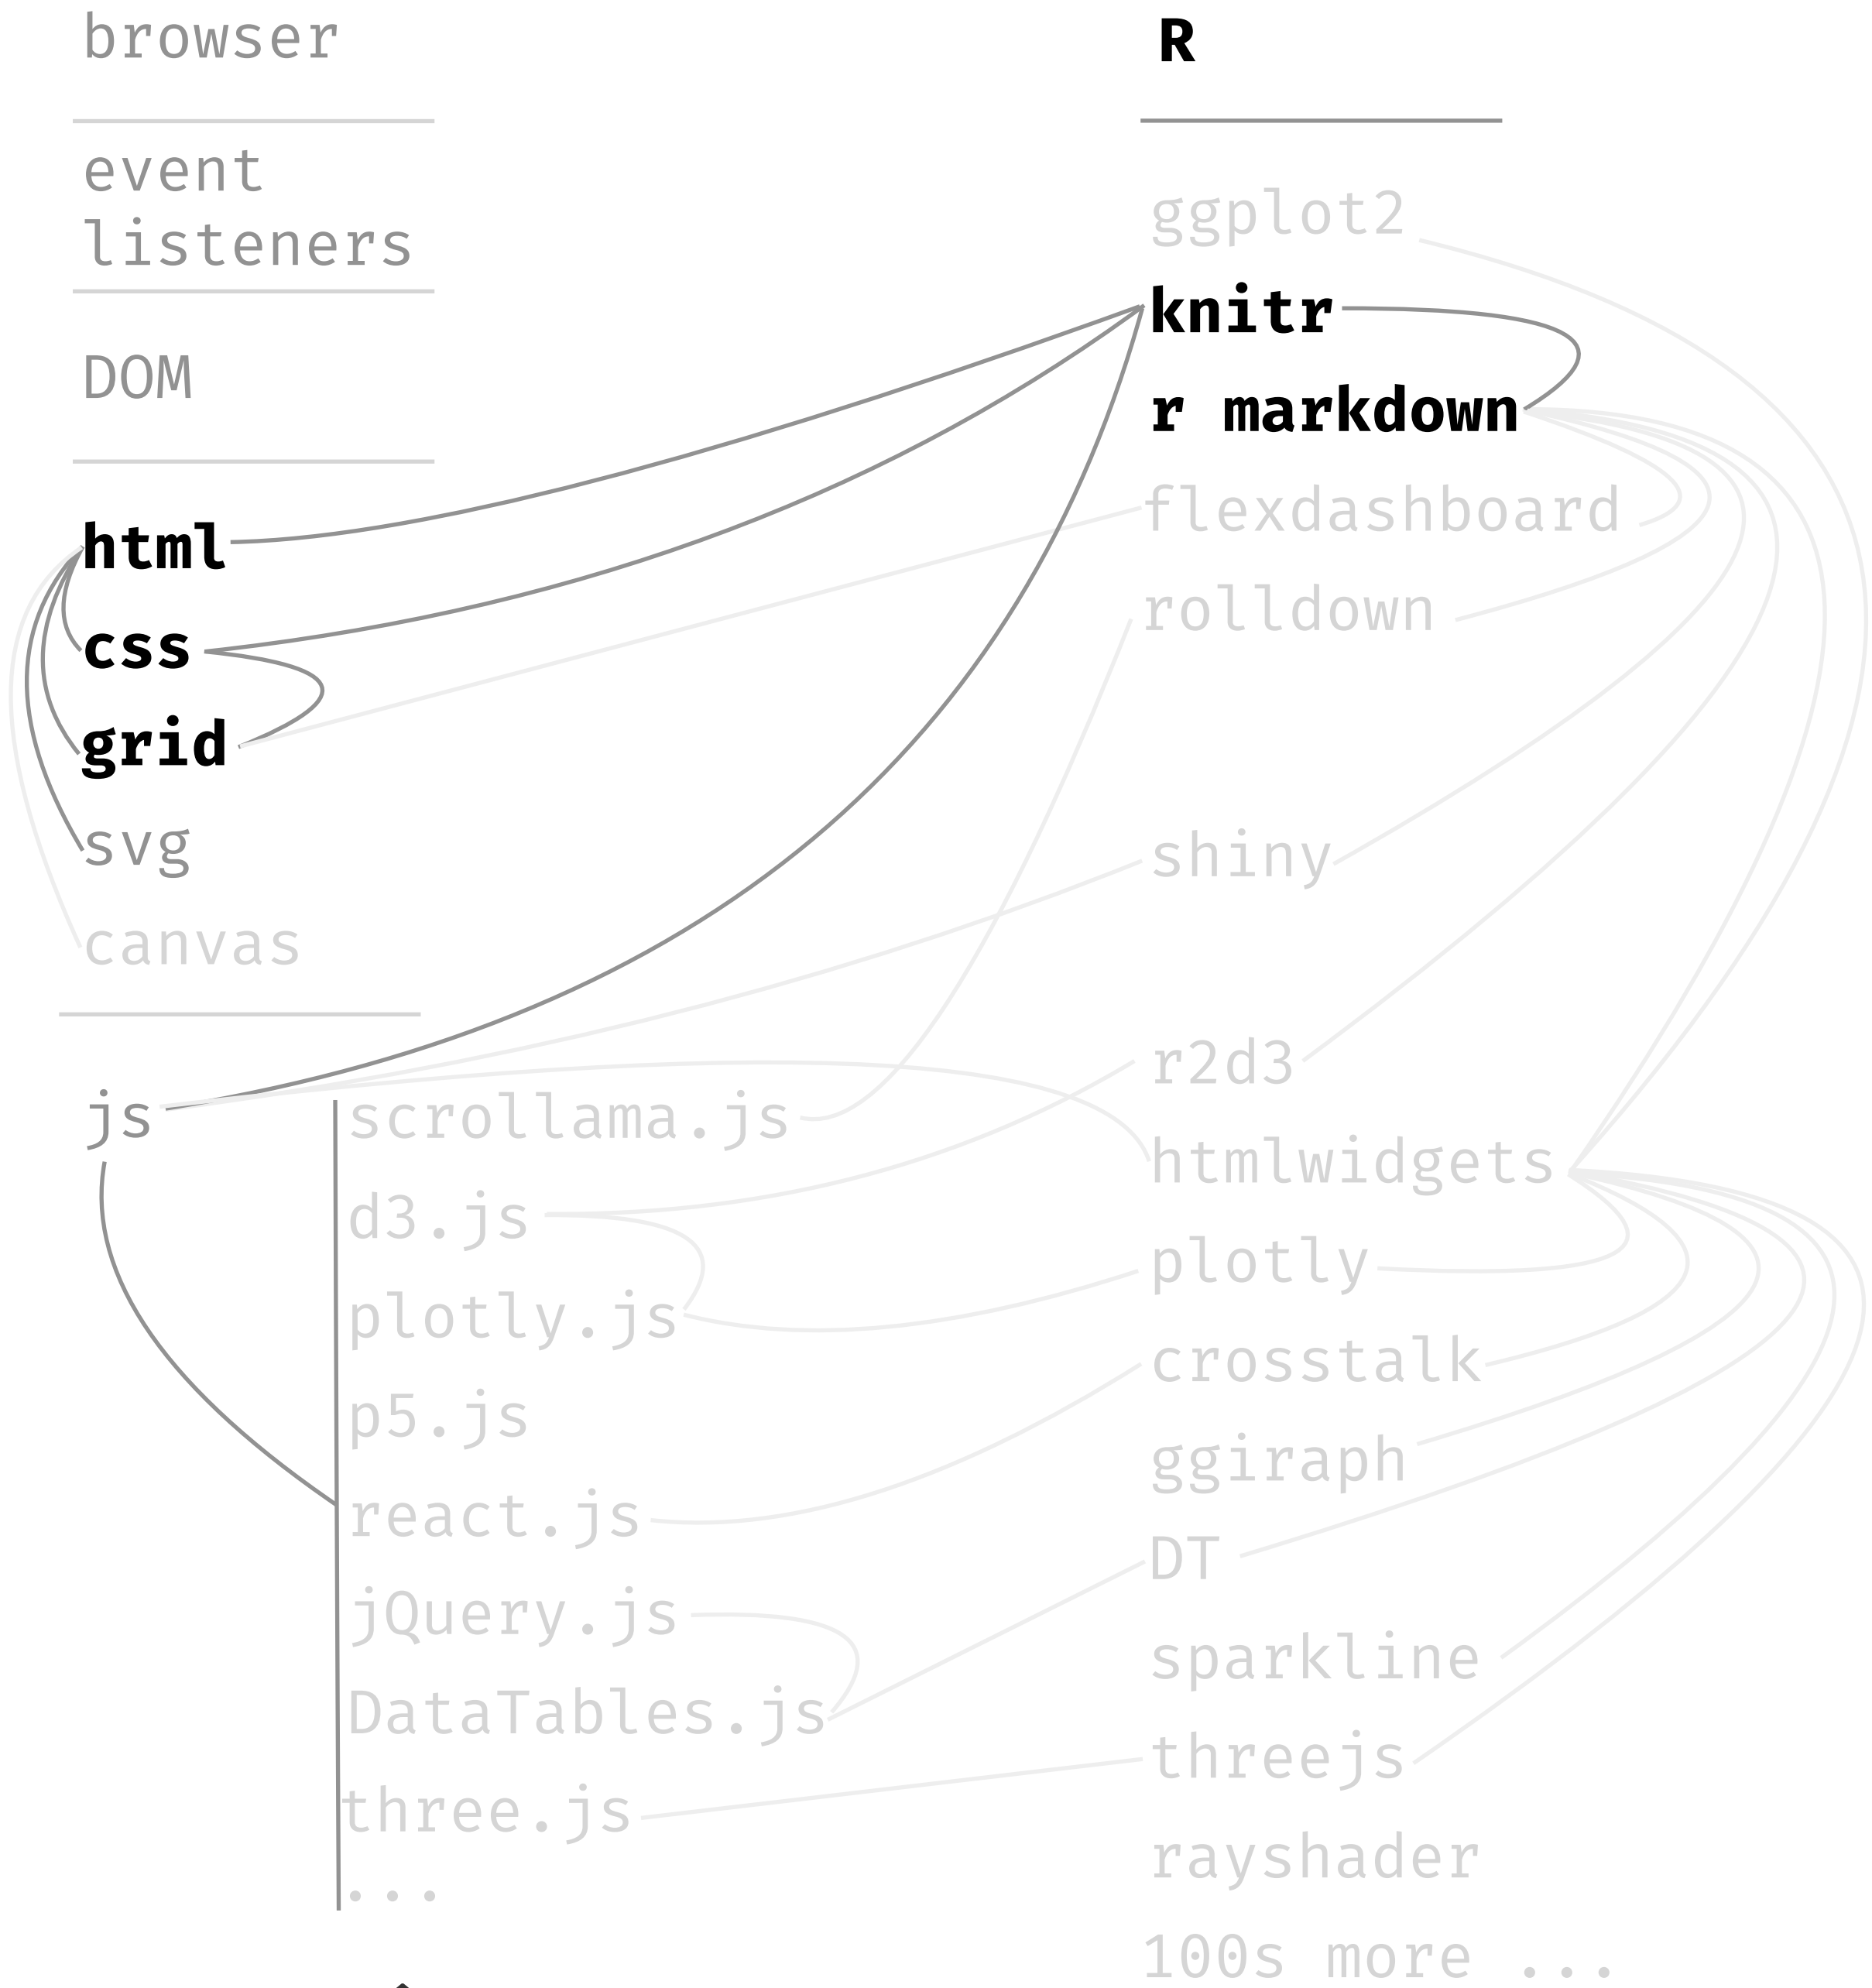 browser
event
listeners
DOM
html
css
grid
svg
canvas
js
scrollama.js
d3.js
plotly.js
p5.js
react.js
jQuery.js
DataTables.js
three.js
...
R
ggplot2
knitr
r markdown
flexdashboard
rolldown
shiny
r2d3
htmlwidgets
plotly
crosstalk
ggiraph
DT
sparkline
threejs
rayshader
100s more ...